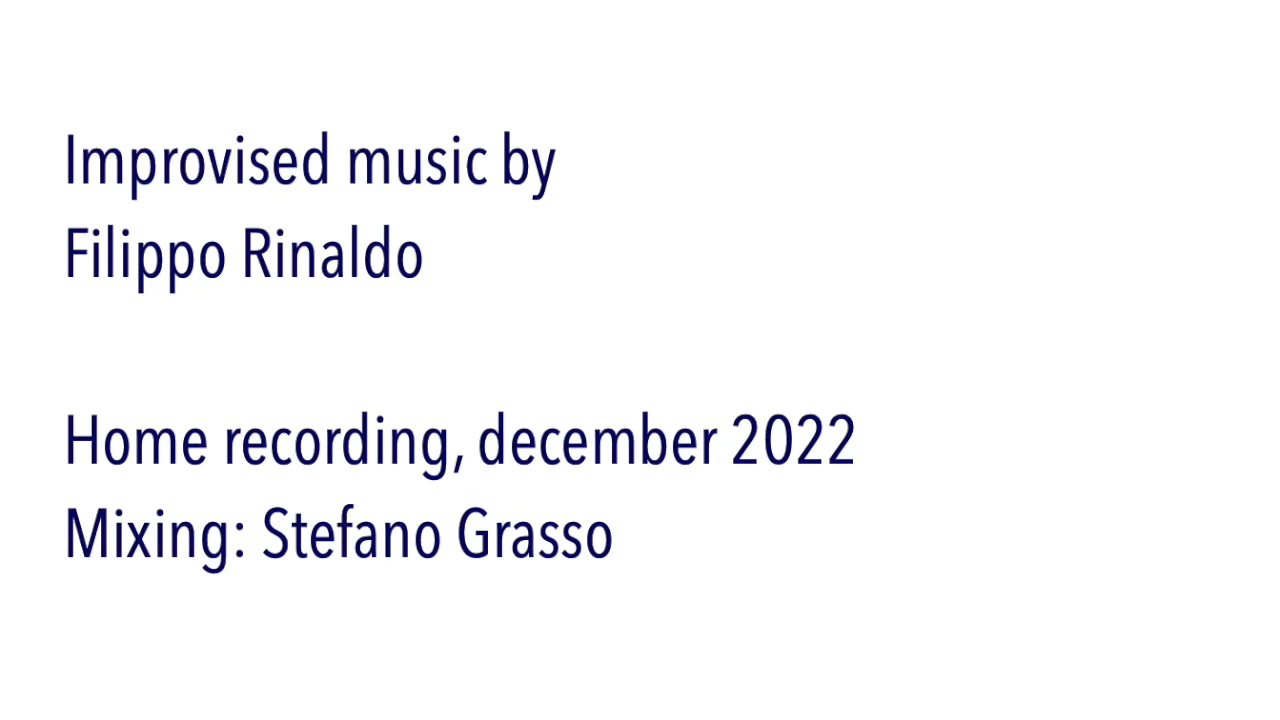 Improvised music by
Filippo Rinaldo
Home recording, december 2022
Mixing: Stefano Grasso